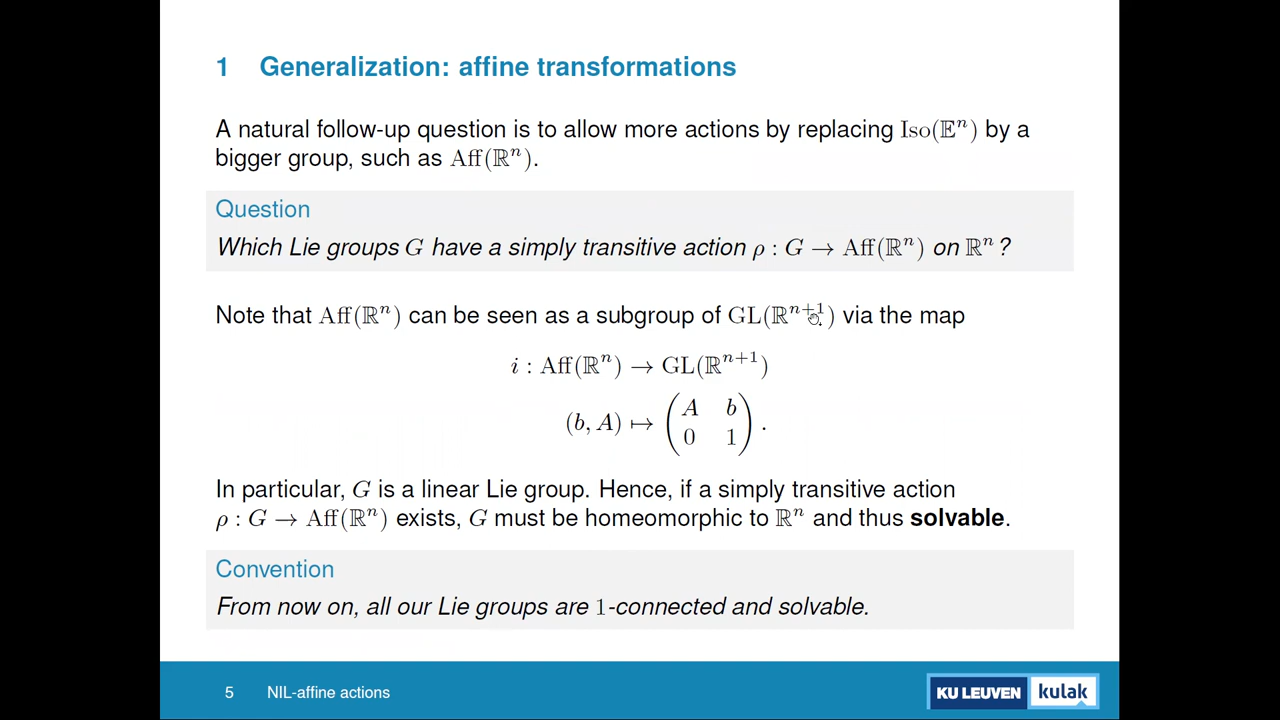 1 Generalization: affine transformations
A natural follow-up question is to allow more actions by replacing Iso(𝔼ⁿ) by a
bigger group, such as Aff(ℝⁿ).
Question
Which Lie groups G have a simply transitive action ρ : G → Aff(ℝⁿ) on ℝⁿ?
Note that Aff(ℝⁿ) can be seen as a subgroup of GL(ℝⁿ⁺¹) via the map
i : Aff(ℝⁿ) → GL(ℝⁿ⁺¹)
(b, A) ↦ ( A b
0 1 ) .
In particular, G is a linear Lie group. Hence, if a simply transitive action
ρ : G → Aff(ℝⁿ) exists, G must be homeomorphic to ℝⁿ and thus solvable.
Convention
From now on, all our Lie groups are 1-connected and solvable.
5 NIL-affine actions
KU LEUVEN kulak